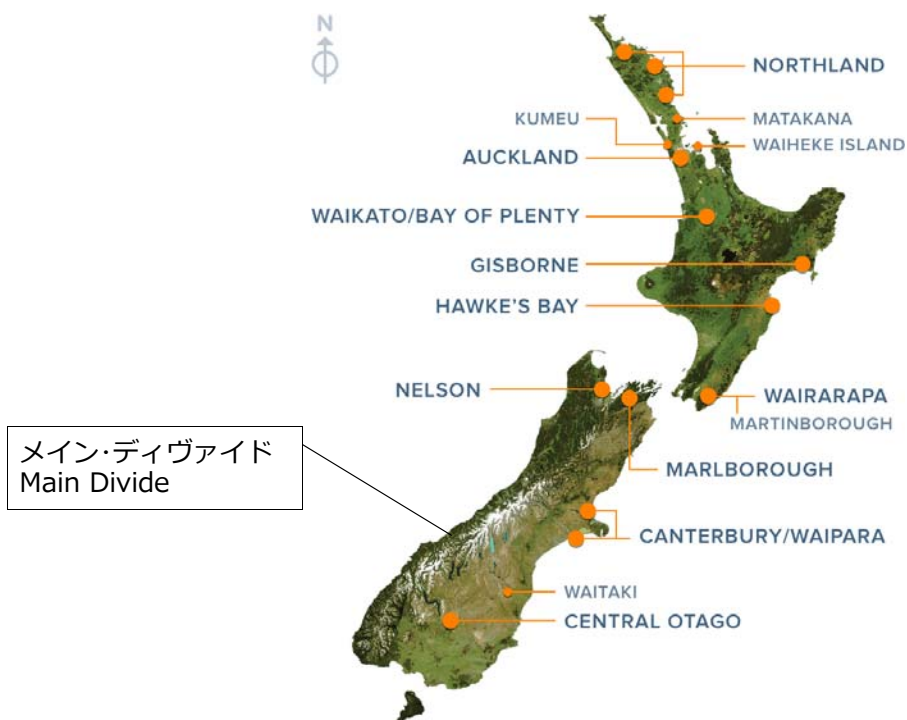 N
NORTHLAND
KUMEU
MATAKANA
WAIHEKE ISLAND
AUCKLAND
WAIKATO/BAY OF PLENTY
GISBORNE
HAWKE'S BAY
NELSON
WAIRARAPA
MARTINBOROUGH
メイン･ディヴァイド
Main Divide
MARLBOROUGH
CANTERBURY/WAIPARA
WAITAKI
CENTRAL OTAGO